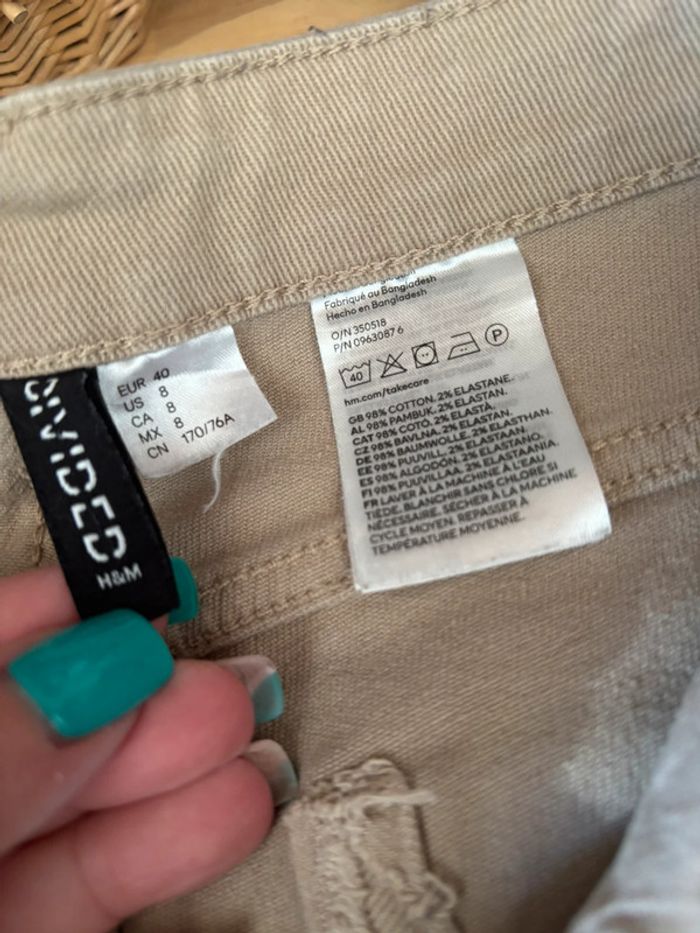 DIVIDED
H&M
EUR 40
US 8
CA 8
MX 8
CN 170/76A
Fabriqué au Bangladesh
Hecho en Bangladesh
O/N 350518
P/N 0963087 6
40
P
hm.com/takecare
GB 98% COTTON, 2% ELASTANE.
AL 98% PAMBUK, 2% ELASTAN.
CAT 98% COTÓ, 2% ELASTÀ.
CZ 98% BAVLNA, 2% ELASTAN.
DE 98% BAUMWOLLE, 2% ELASTHAN.
EE 98% PUUVILL, 2% ELASTAAN.
ES 98% ALGODÓN, 2% ELASTANO.
FI 98% PUUVILLAA, 2% ELASTAANIA.
FR LAVER À LA MACHINE À L'EAU
TIÈDE. BLANCHIR SANS CHLORE SI
NÉCESSAIRE. SÉCHER À LA MACHINE
CYCLE MOYEN. REPASSER À
TEMPÉRATURE MOYENNE.